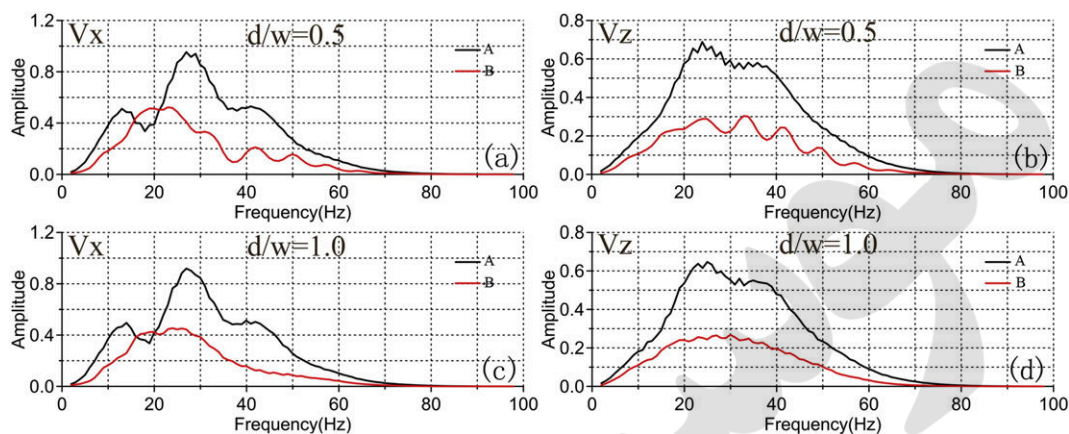 Vx d/w=0.5
A
B
(a)
Amplitude
1.2
0.8
0.4
0.0
0 20 40 60 80 100
Frequency(Hz)
Vz d/w=0.5
A
B
(b)
Amplitude
0.8
0.6
0.4
0.2
0.0
0 20 40 60 80 100
Frequency(Hz)
Vx d/w=1.0
A
B
(c)
Amplitude
1.2
0.8
0.4
0.0
0 20 40 60 80 100
Frequency(Hz)
Vz d/w=1.0
A
B
(d)
Amplitude
0.8
0.6
0.4
0.2
0.0
0 20 40 60 80 100
Frequency(Hz)